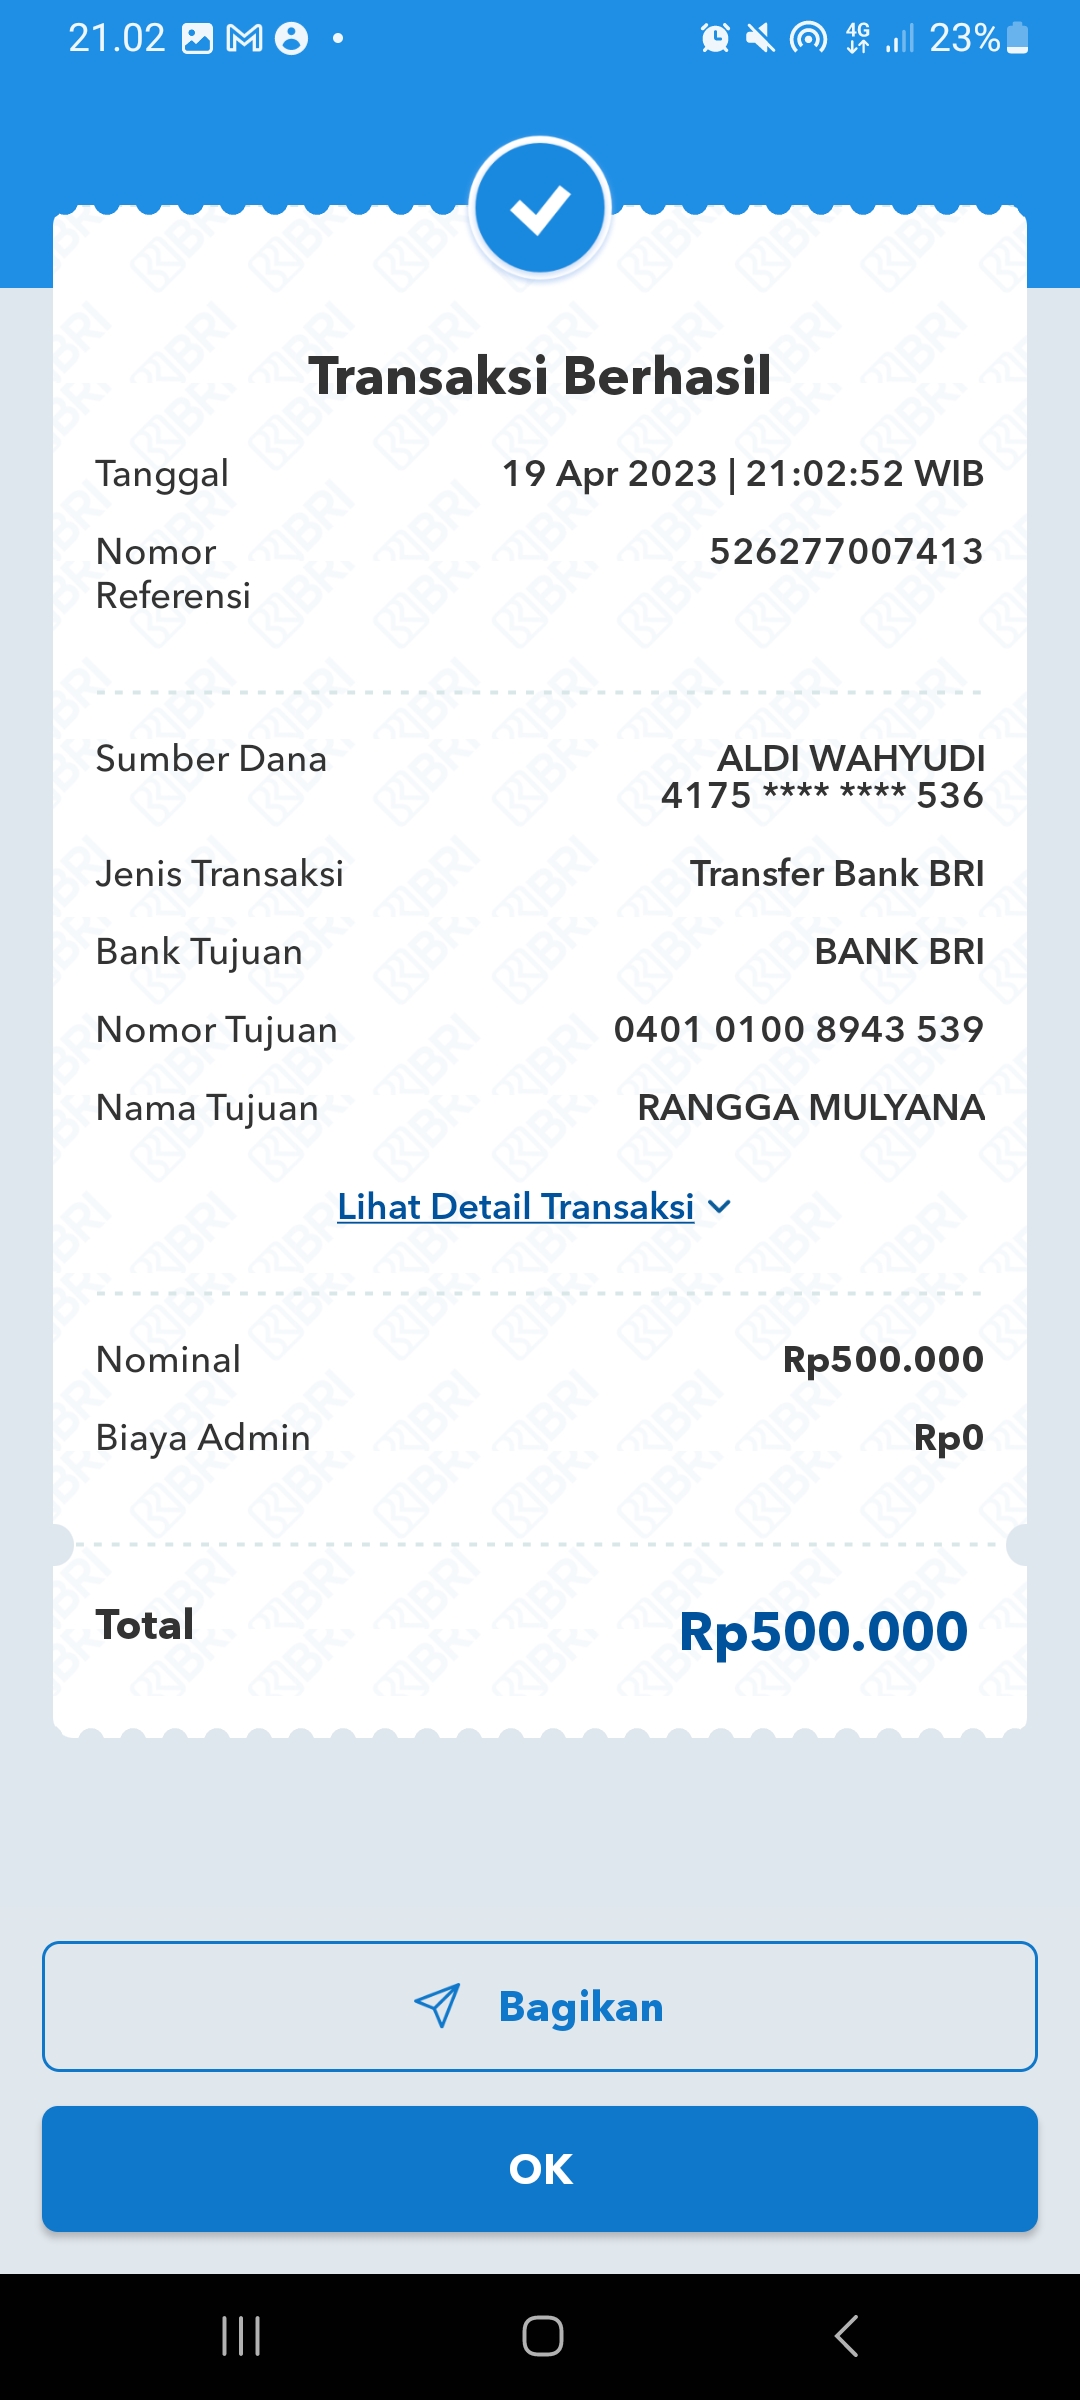 21.02
4G
23%
Transaksi Berhasil
Tanggal 19 Apr 2023 | 21:02:52 WIB
Nomor Referensi 526277007413
Sumber Dana ALDI WAHYUDI
4175 **** **** 536
Jenis Transaksi Transfer Bank BRI
Bank Tujuan BANK BRI
Nomor Tujuan 0401 0100 8943 539
Nama Tujuan RANGGA MULYANA
Lihat Detail Transaksi
Nominal Rp500.000
Biaya Admin Rp0
Total Rp500.000
Bagikan
OK